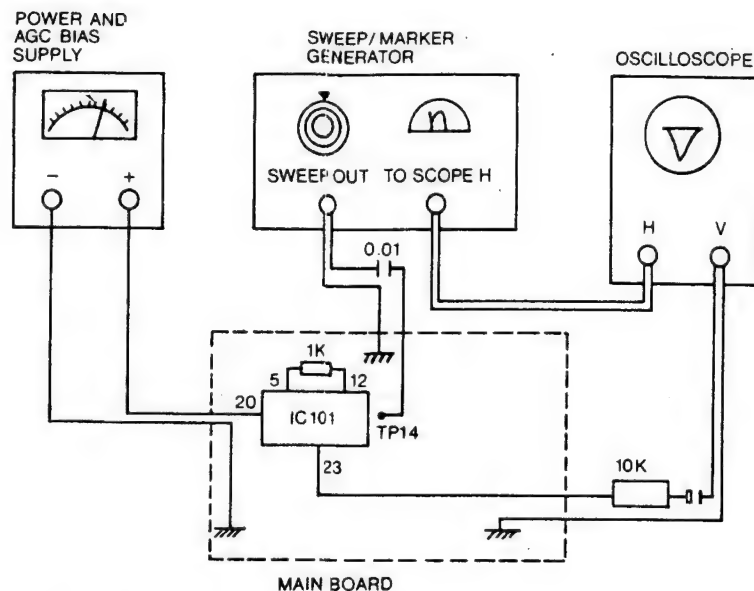 POWER AND
AGC BIAS
SUPPLY
SWEEP/MARKER
GENERATOR
OSCILLOSCOPE
n
SWEEP OUT
TO SCOPE H
− +
H V
0.01
1K
5 12
20
IC101
TP14
23
10K
MAIN BOARD